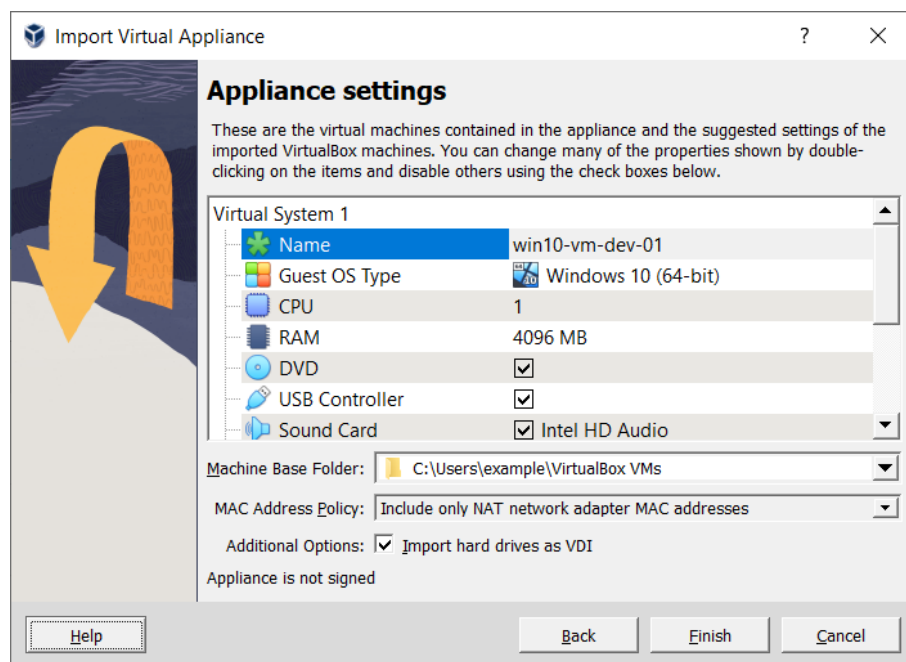 Import Virtual Appliance
Appliance settings
These are the virtual machines contained in the appliance and the suggested settings of the
imported VirtualBox machines. You can change many of the properties shown by double-
clicking on the items and disable others using the check boxes below.
Virtual System 1
Name win10-vm-dev-01
Guest OS Type Windows 10 (64-bit)
CPU 1
RAM 4096 MB
DVD
USB Controller
Sound Card Intel HD Audio
Machine Base Folder: C:\Users\example\VirtualBox VMs
MAC Address Policy: Include only NAT network adapter MAC addresses
Additional Options: Import hard drives as VDI
Appliance is not signed
Help Back Finish Cancel